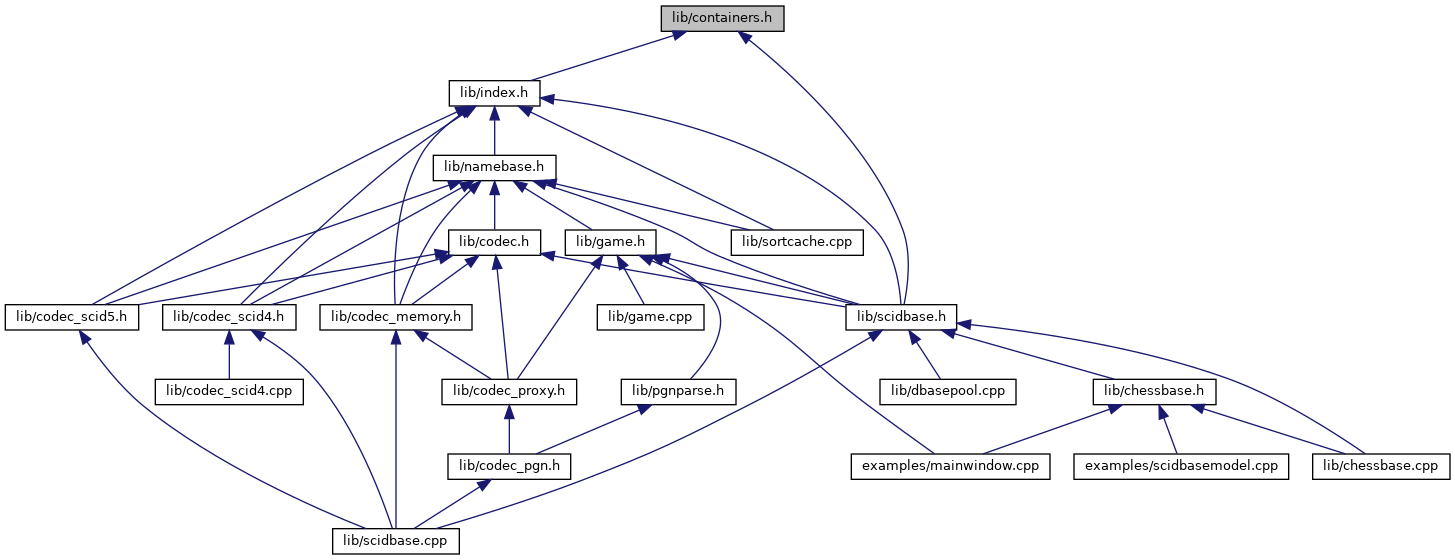 lib/containers.h
lib/index.h
lib/namebase.h
lib/codec.h
lib/game.h
lib/sortcache.cpp
lib/codec_scid5.h
lib/codec_scid4.h
lib/codec_memory.h
lib/game.cpp
lib/scidbase.h
lib/codec_scid4.cpp
lib/codec_proxy.h
lib/pgnparse.h
lib/dbasepool.cpp
lib/chessbase.h
lib/codec_pgn.h
examples/mainwindow.cpp
examples/scidbasemodel.cpp
lib/chessbase.cpp
lib/scidbase.cpp